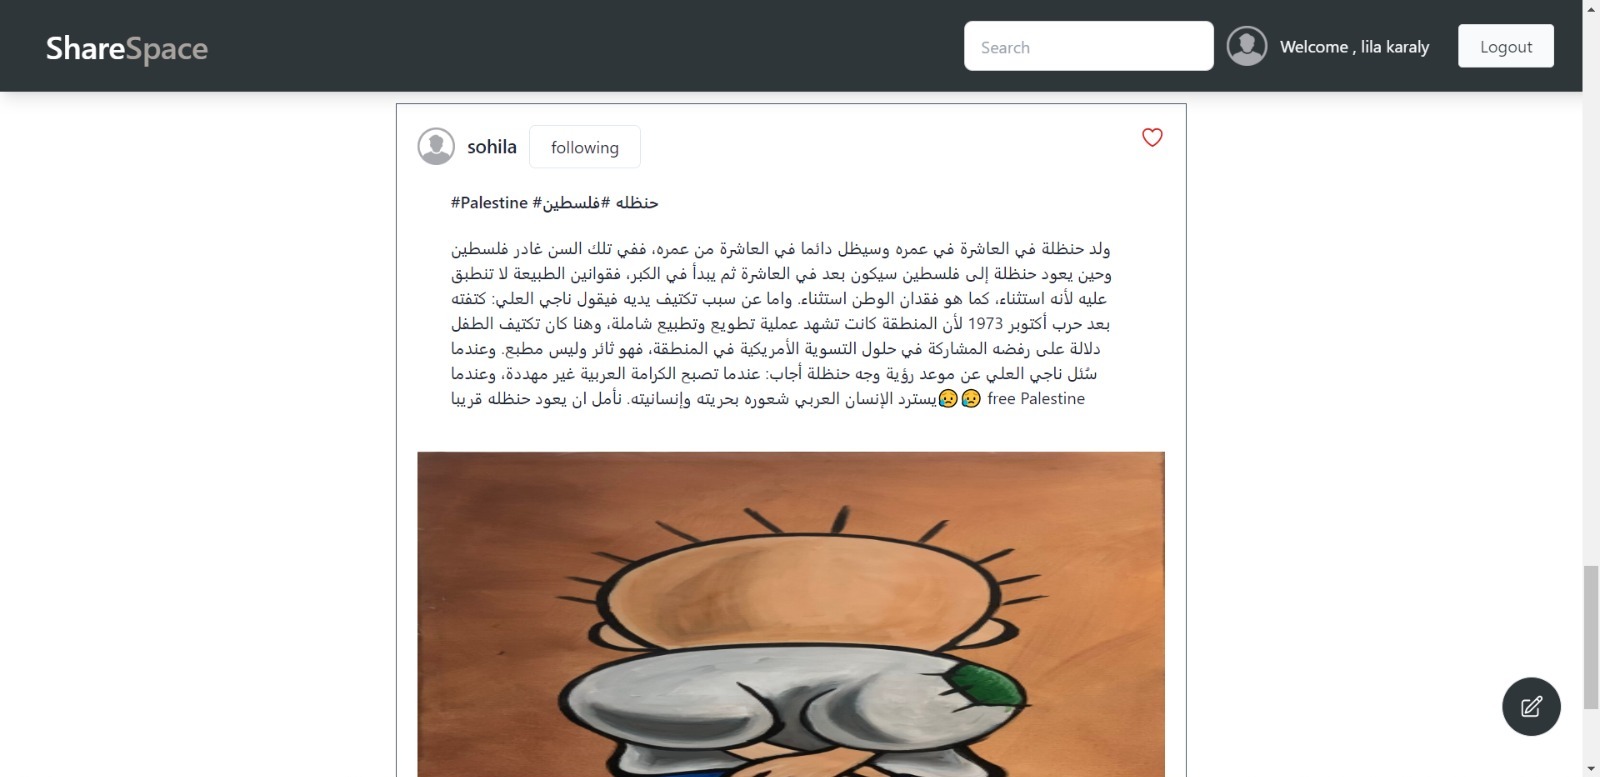 ShareSpace
Search
Welcome , lila karaly
Logout
sohila
following
#Palestine #حنظله #فلسطين
ولد حنظلة في العاشرة في عمره وسيظل دائما في العاشرة من عمره، ففي تلك السن غادر فلسطين
وحين يعود حنظلة إلى فلسطين سيكون بعد في العاشرة ثم يبدأ في الكبر، فقوانين الطبيعة لا تنطبق
عليه لأنه استثناء، كما هو فقدان الوطن استثناء. واما عن سبب تكتيف يديه فيقول ناجي العلي: كتفته
بعد حرب أكتوبر 1973 لأن المنطقة كانت تشهد عملية تطويع وتطبيع شاملة، وهنا كان تكتيف الطفل
دلالة على رفضه المشاركة في حلول التسوية الأمريكية في المنطقة، فهو ثائر وليس مطبع. وعندما
سُئل ناجي العلي عن موعد رؤية وجه حنظلة أجاب: عندما تصبح الكرامة العربية غير مهددة، وعندما
يسترد الإنسان العربي شعوره بحريته وإنسانيته. نأمل ان يعود حنظله قريبا😥😥 free Palestine